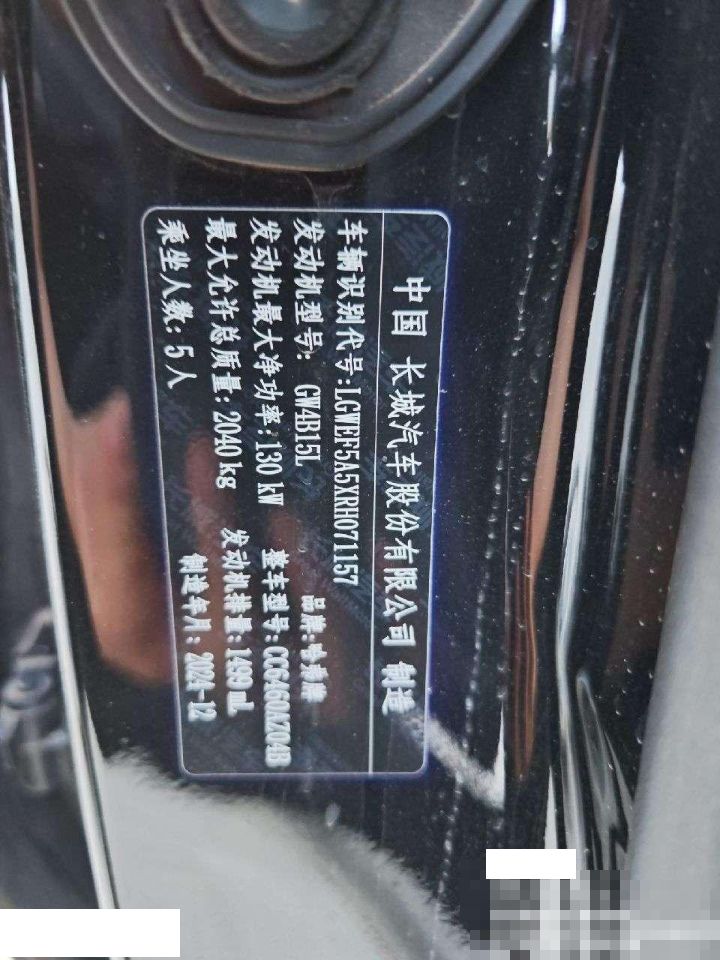 中国 长城汽车股份有限公司 制造
车辆识别代号:LGWEF5A5XRH071157
发动机型号: GW4B15L 品牌:哈弗牌
发动机最大净功率:130 kW 整车型号:CC6460AZ04B
最大允许总质量:2040 kg 发动机排量:1499 mL
乘坐人数:5人 制造年月:2024-12